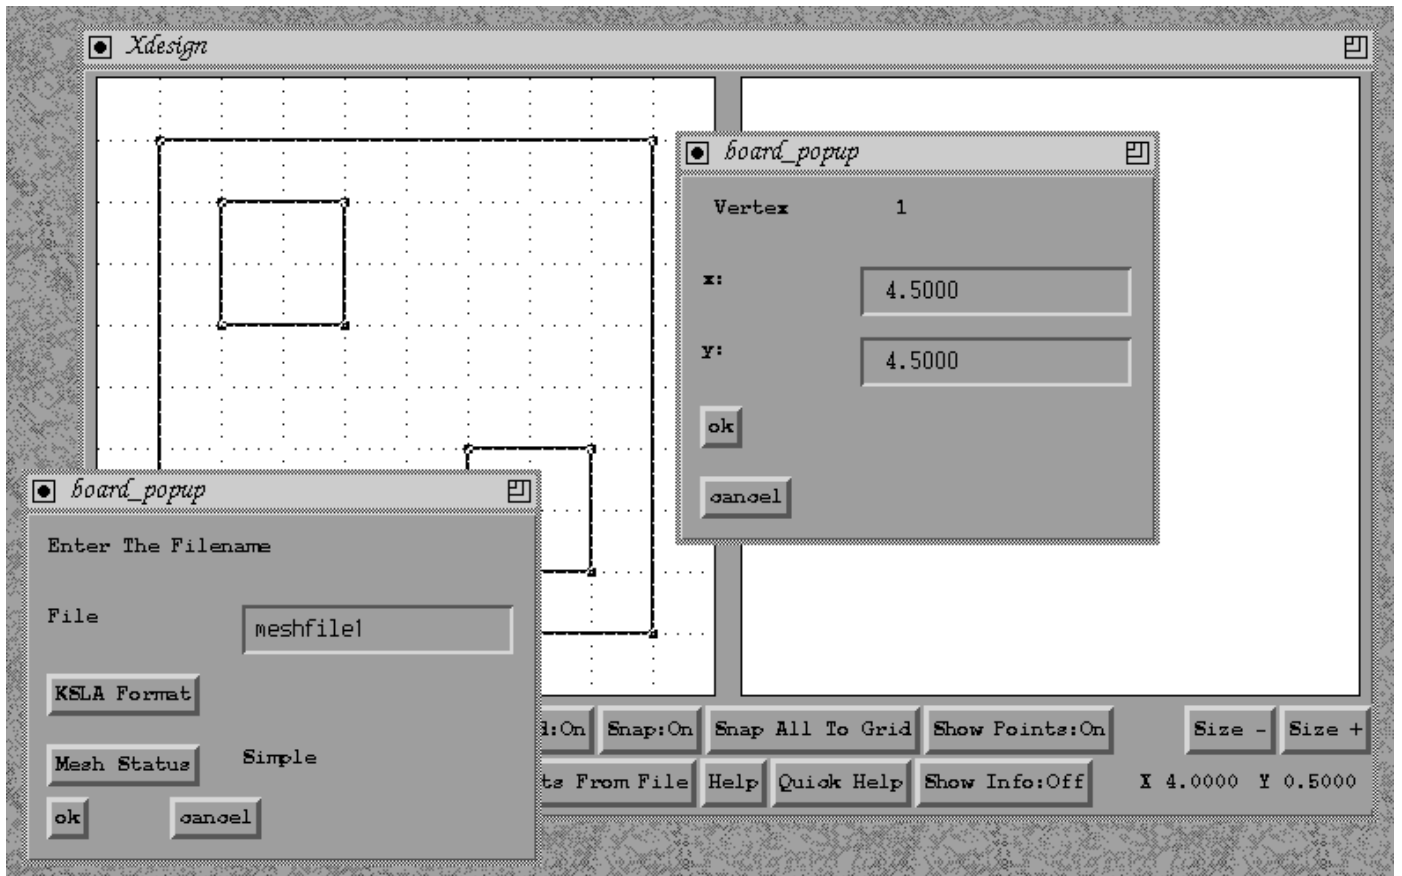 Xdesign
board_popup
Vertex 1
x: 4.5000
y: 4.5000
ok
cancel
board_popup
Enter The Filename
File meshfile1
KSLA Format
Mesh Status Simple
ok cancel
:On Snap:On Snap All To Grid Show Points:On Size - Size +
From File Help Quick Help Show Info:Off X 4.0000 Y 0.5000